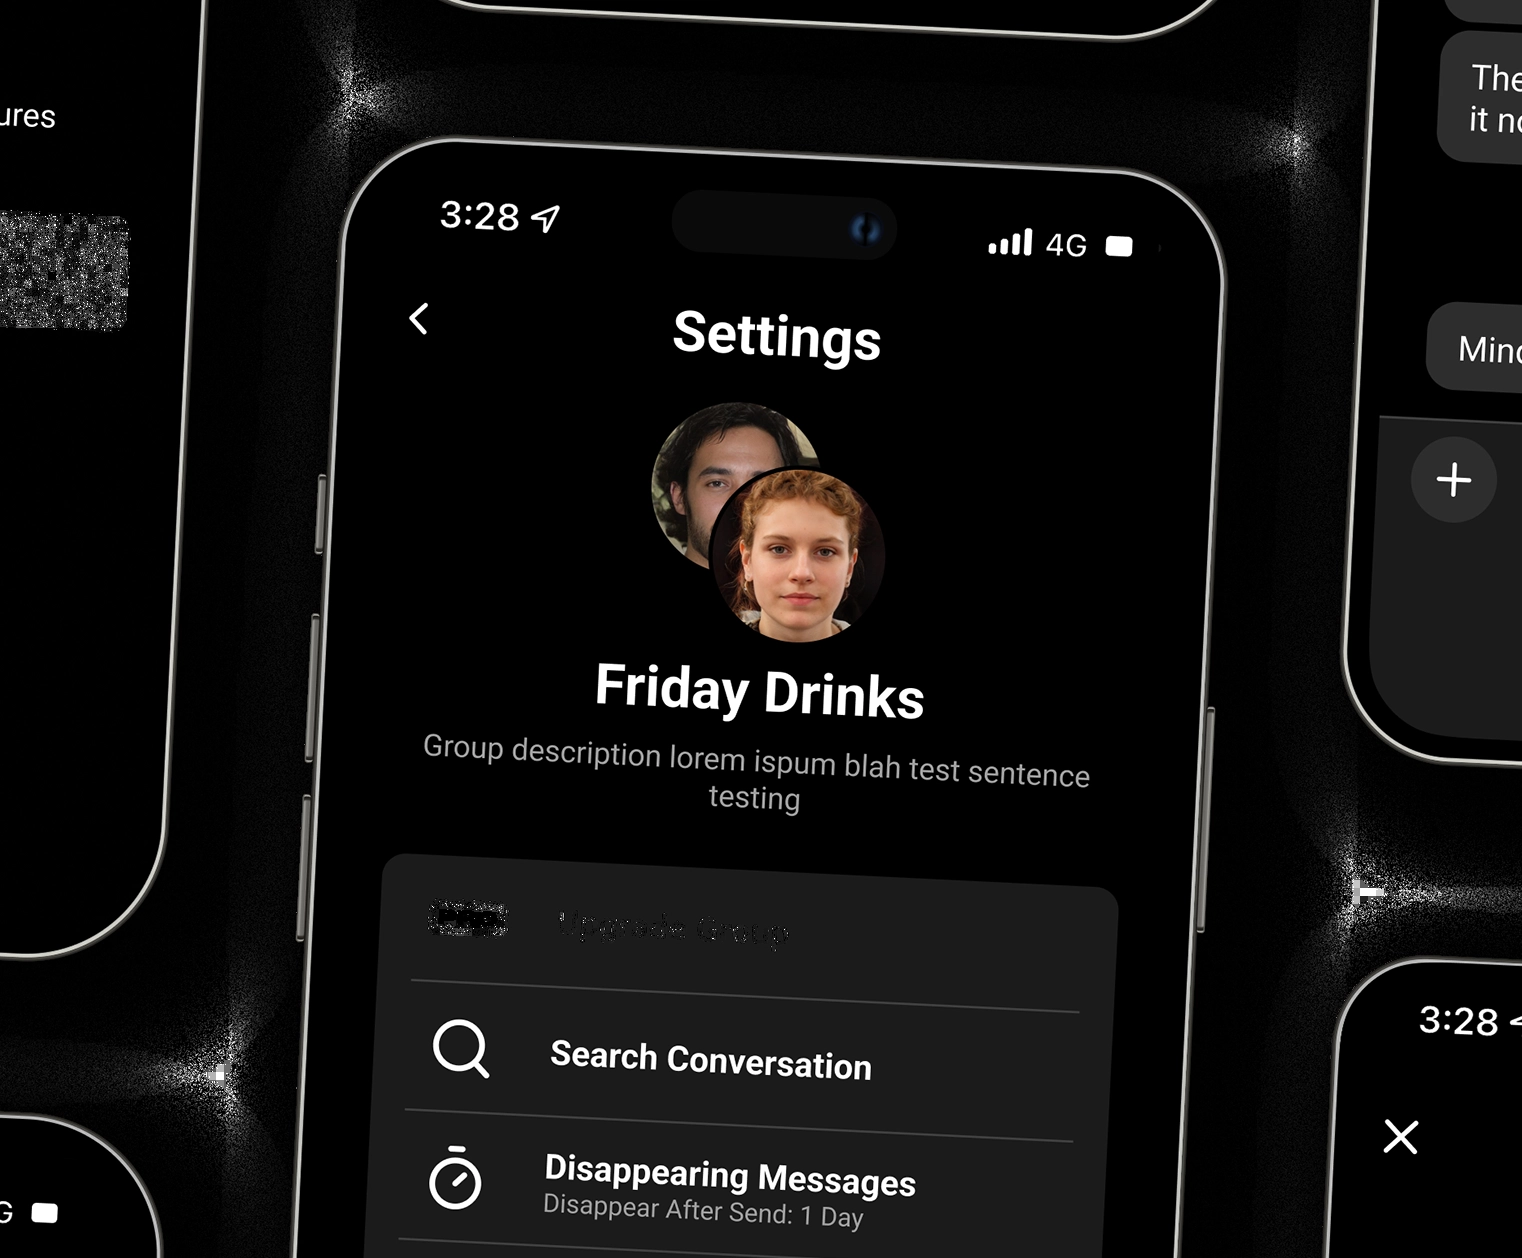 ures
The
it no
Mind
3:28
4G
Settings
Friday Drinks
Group description lorem ispum blah test sentence
testing
Upgrade Group
Search Conversation
Disappearing Messages
Disappear After Send: 1 Day
3:28
G